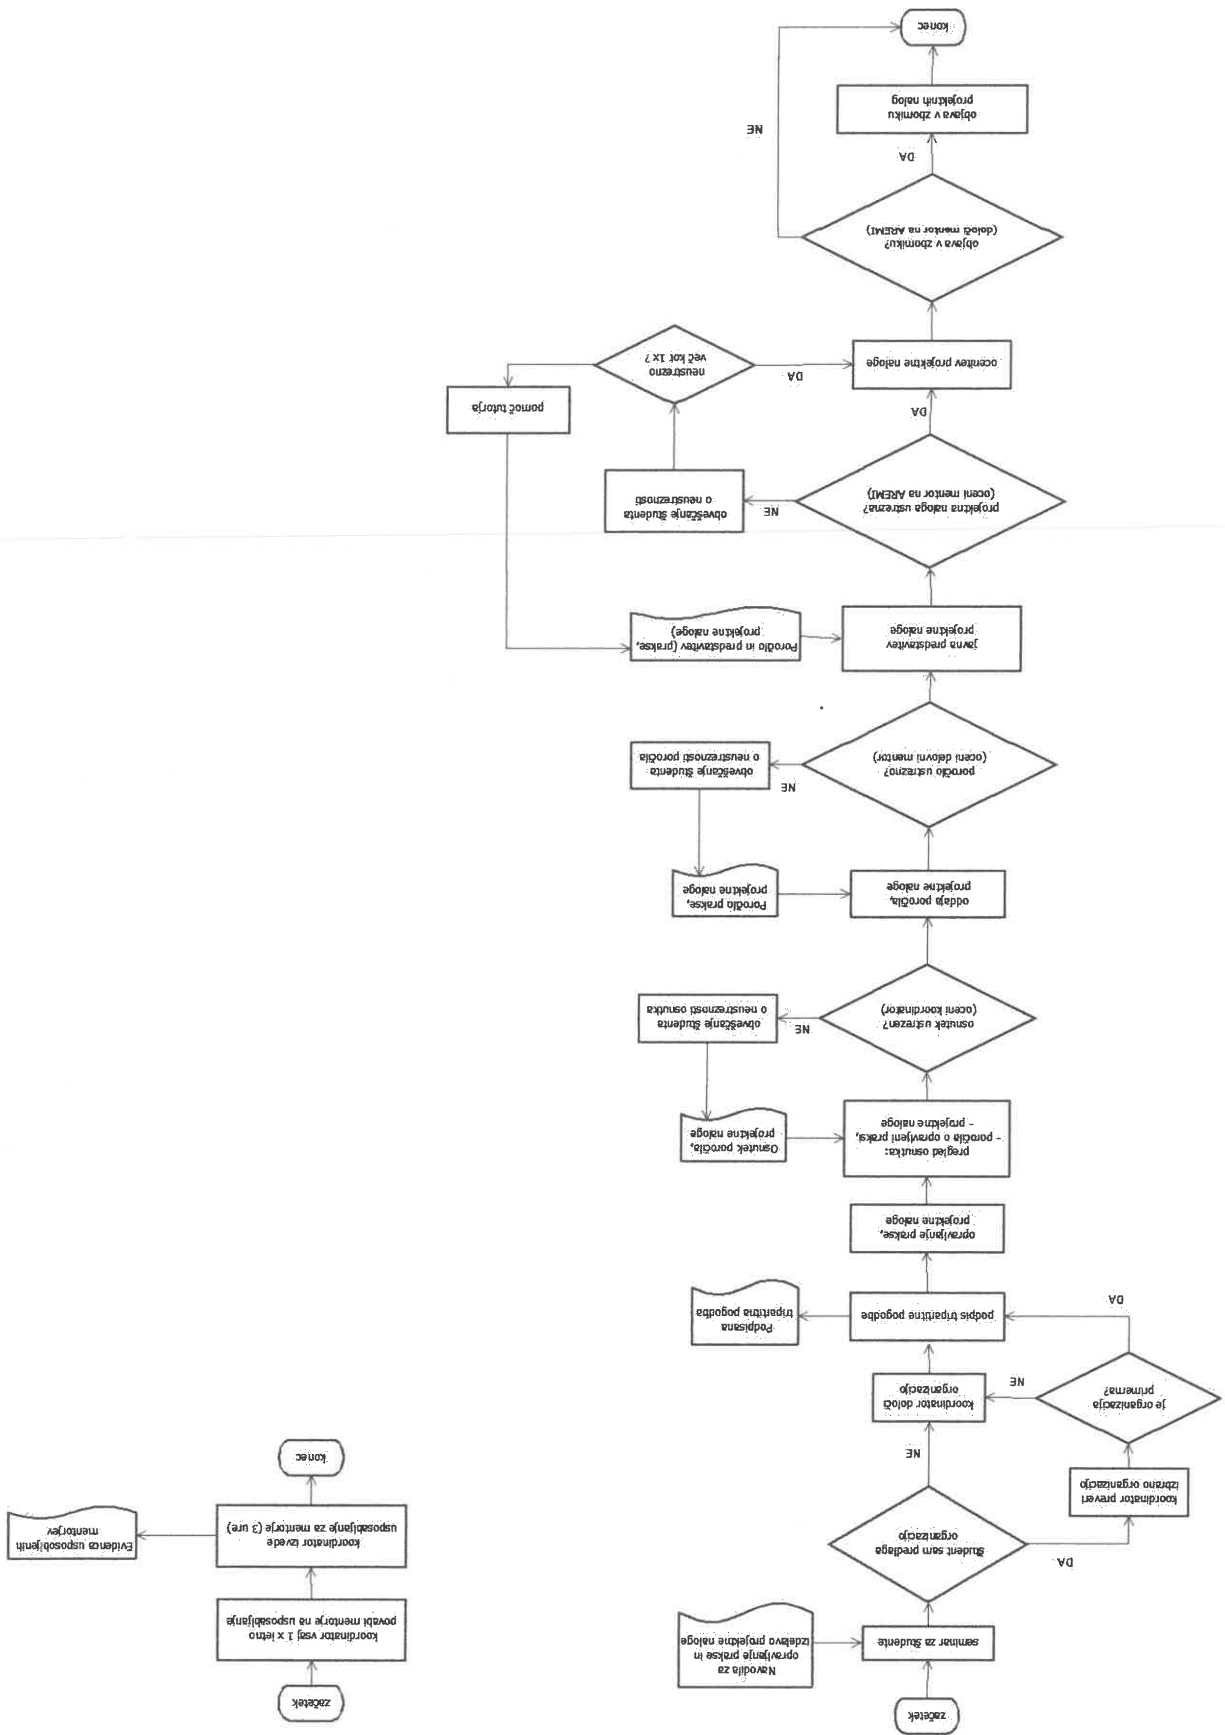 začetek
seminar za študente
Navodila za
opravljanje prakse in
izdelavo projektne naloge
študent sam predlaga
organizacijo
DA
NE
koordinator preveri
izbrano organizacijo
je organizacija
primerna?
NE
DA
koordinator določi
organizacijo
podpis tripartitne pogodbe
Podpisana
tripartitna pogodba
opravljanje prakse,
projektne naloge
pregled osnutka:
- poročila o opravljeni praksi,
- projektne naloge
Osnutek poročila,
projektne naloge
osnutek ustrezen?
(oceni koordinator)
NE
obveščanje študenta
o neustreznosti osnutka
oddaja poročila,
projektne naloge
Poročilo prakse,
projektne naloge
poročilo ustrezno?
(oceni delovni mentor)
NE
obveščanje študenta
o neustreznosti poročila
javna predstavitev
projektne naloge
Poročilo in predstavitev (prakse,
projektne naloge)
projektna naloga ustrezna?
(oceni mentor na AREMI)
NE
DA
obveščanje študenta
o neustreznosti
neustrezno
več kot 1x ?
DA
pomoč tutorja
ocenitev projektne naloge
objava v zborniku?
(določi mentor na AREMI)
DA
NE
objava v zborniku
projektnih nalog
konec
začetek
koordinator vsaj 1 x letno
povabi mentorje na usposabljanje
koordinator izvede
usposabljanje za mentorje (3 ure)
Evidenca usposobljenih
mentorjev
konec